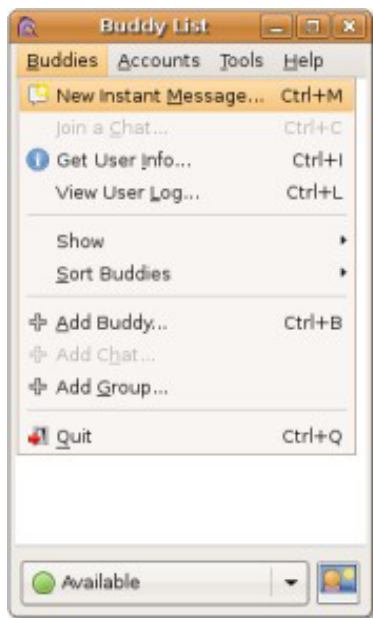 Buddy List
Buddies Accounts Tools Help
New Instant Message... Ctrl+M
Join a Chat... Ctrl+C
Get User Info... Ctrl+I
View User Log... Ctrl+L
Show
Sort Buddies
Add Buddy... Ctrl+B
Add Chat...
Add Group...
Quit Ctrl+Q
Available